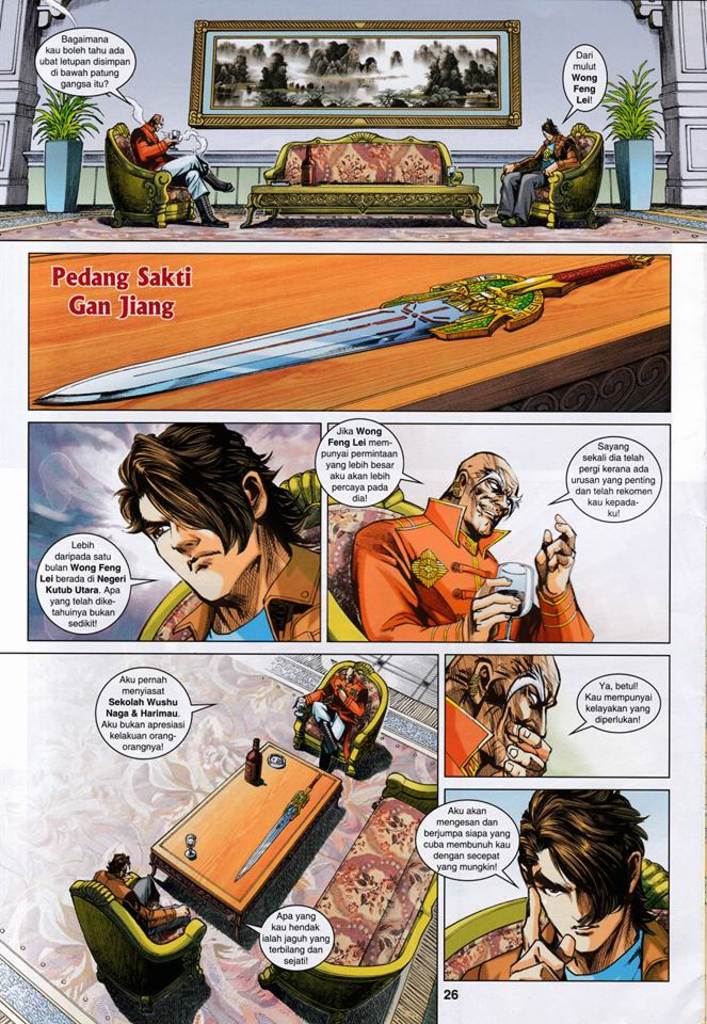 Bagaimana
kau boleh tahu ada
ubat letupan disimpan
di bawah patung
gangsa itu?
Dari
mulut
Wong
Feng
Lei!
Pedang Sakti
Gan Jiang
Lebih
daripada satu
bulan Wong Feng
Lei berada di Negeri
Kutub Utara. Apa
yang telah dike-
tahuinya bukan
sedikit!
Jika Wong
Feng Lei mem-
punyai permintaan
yang lebih besar
aku akan lebih
percaya pada
dia!
Sayang
sekali dia telah
pergi kerana ada
urusan yang penting
dan telah rekomen
kau kepada-
ku!
Aku pernah
menyiasat
Sekolah Wushu
Naga & Harimau.
Aku bukan apresiasi
kelakuan orang-
orangnya!
Apa yang
kau hendak
ialah jaguh yang
terbilang dan
sejati!
Ya, betul!
Kau mempunyai
kelayakan yang
diperlukan!
Aku akan
mengesan dan
berjumpa siapa yang
cuba membunuh kau
dengan secepat
yang mungkin!
26